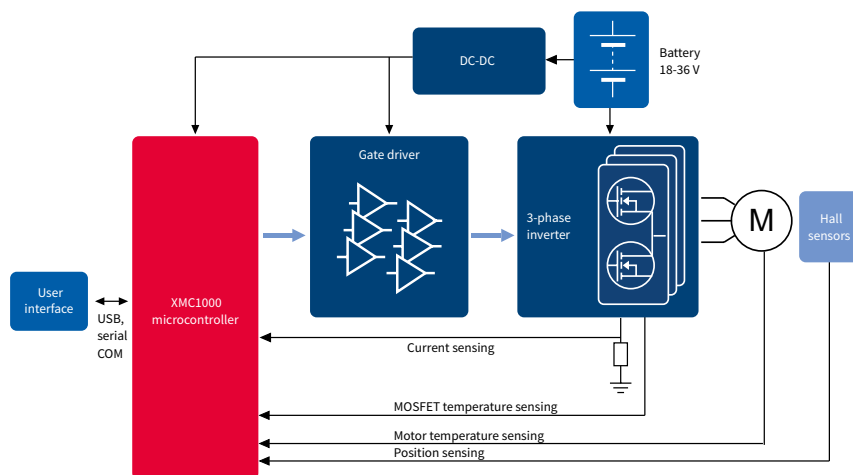 DC-DC
Battery
18-36 V
Gate driver
3-phase
inverter
M
Hall
sensors
User
interface
USB,
serial
COM
XMC1000
microcontroller
Current sensing
MOSFET temperature sensing
Motor temperature sensing
Position sensing